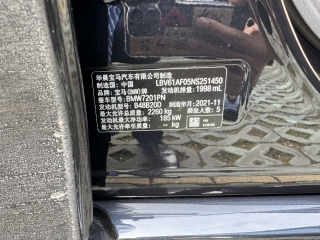 华晨宝马汽车有限公司制造
制造国：中国 LBV61AF05NS251450
品牌：宝马(BMW)牌 发动机排量：1998 mL
整车型号：BMW7201PN
发动机型号：B48B20D 制造年月：2021-11
最大允许总质量：2260 kg 乘坐人数：5
发动机最大净功率：185 kW
最大允许牵引质量： -- kg